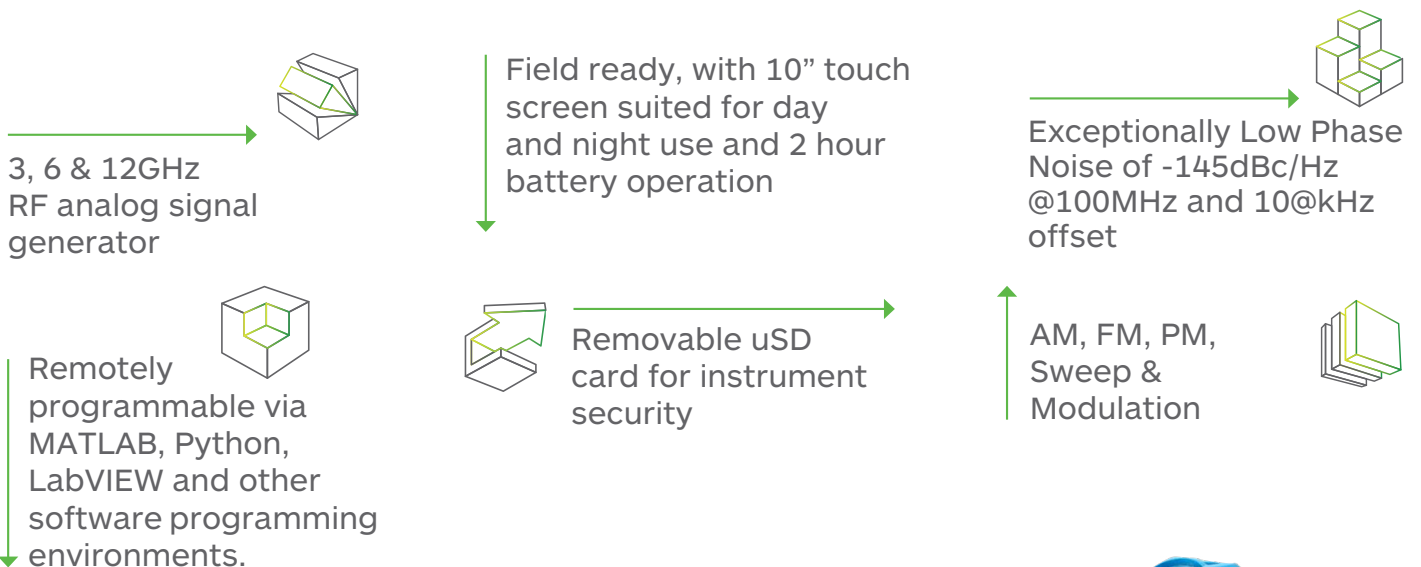 3, 6 & 12GHz
RF analog signal
generator
Field ready, with 10” touch
screen suited for day
and night use and 2 hour
battery operation
Exceptionally Low Phase
Noise of -145dBc/Hz
@100MHz and 10@kHz
offset
Remotely
programmable via
MATLAB, Python,
LabVIEW and other
software programming
environments.
Removable uSD
card for instrument
security
AM, FM, PM,
Sweep &
Modulation